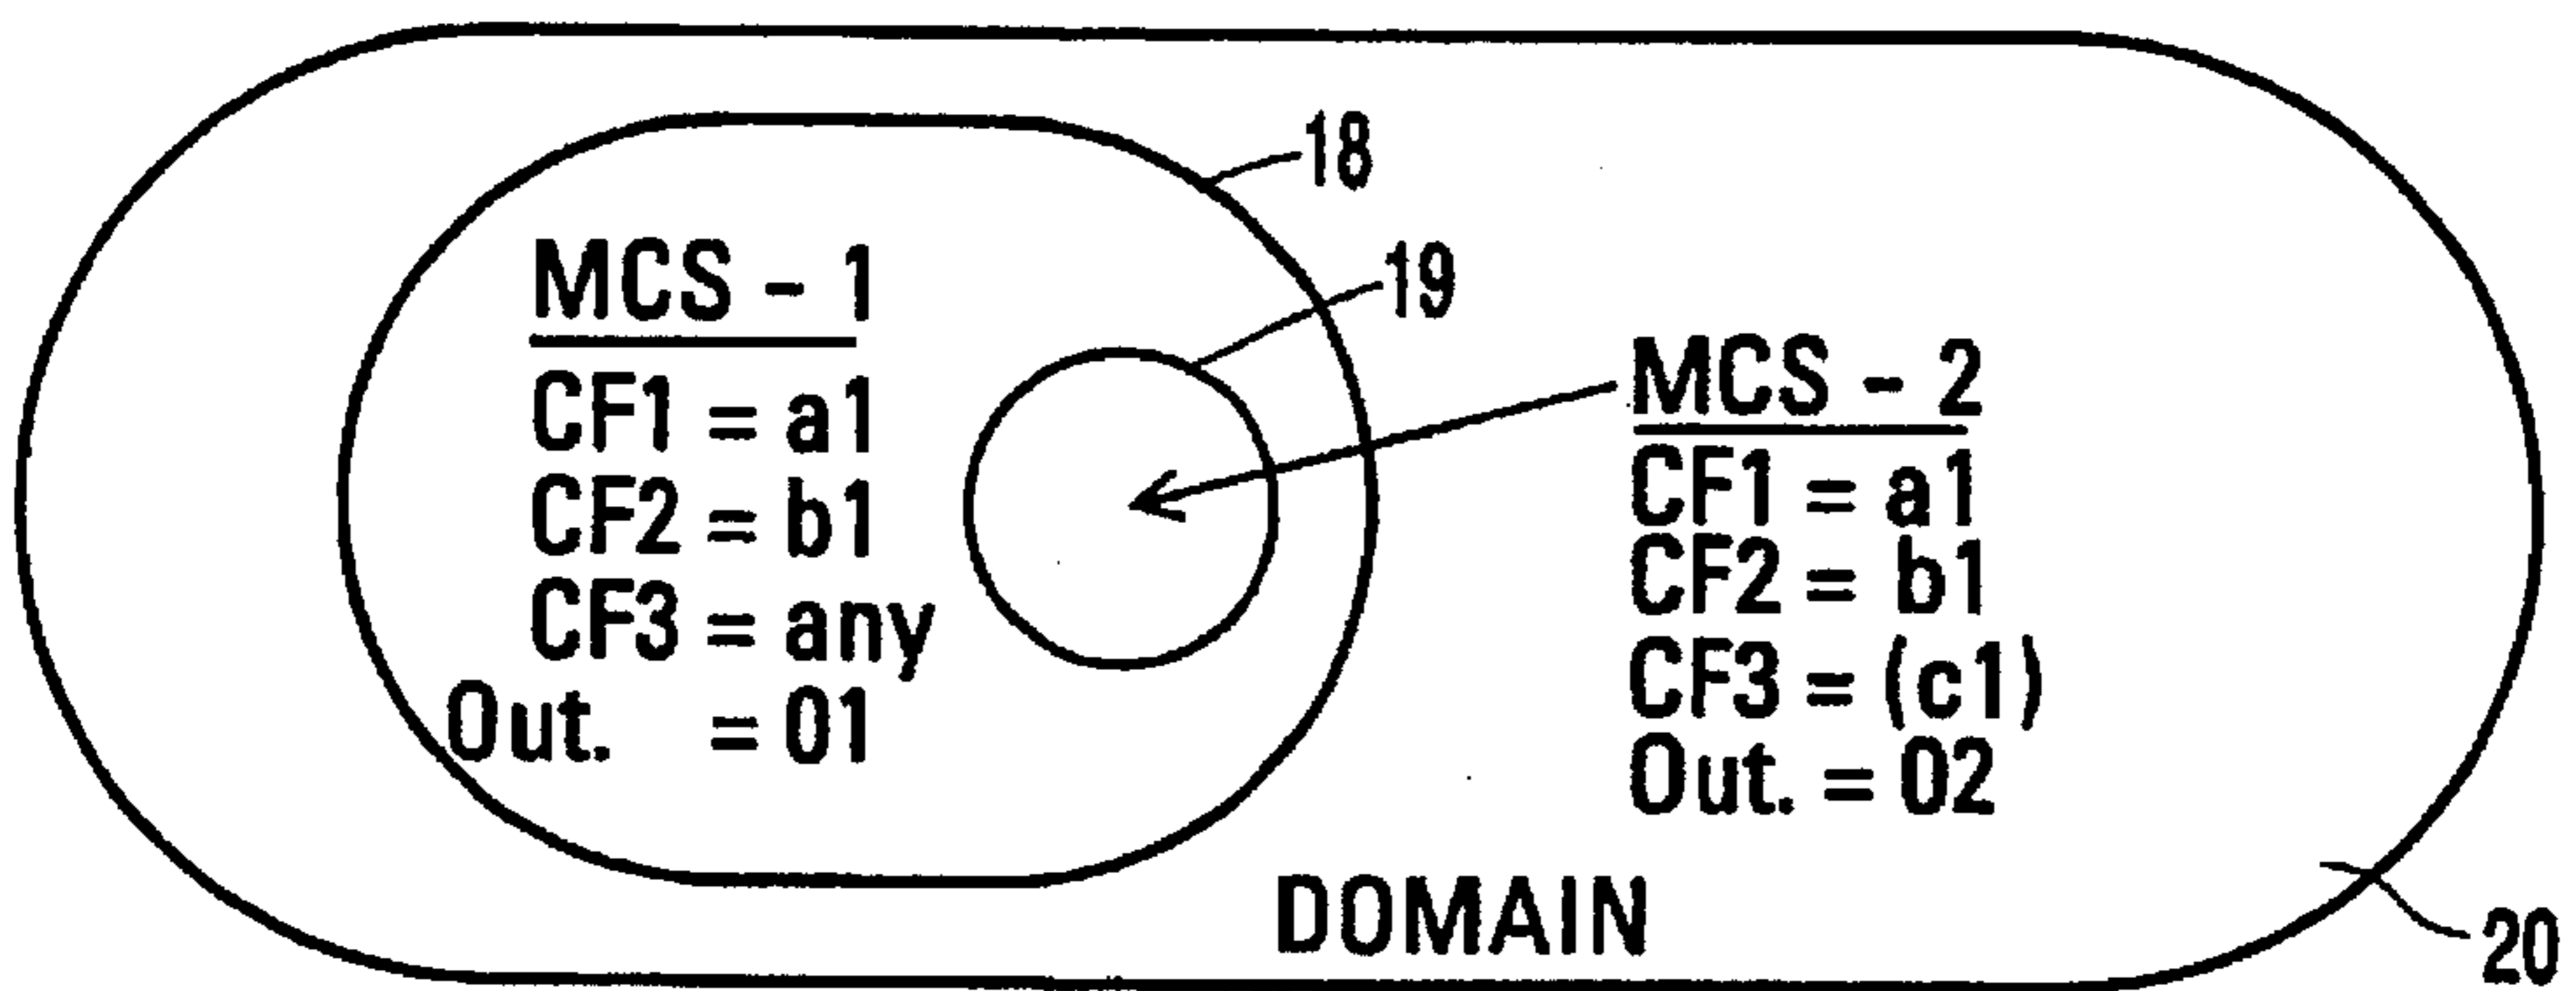 18
19
MCS - 1
CF1 = a1
CF2 = b1
CF3 = any
Out. = 01
MCS - 2
CF1 = a1
CF2 = b1
CF3 = (c1)
Out. = 02
DOMAIN
20